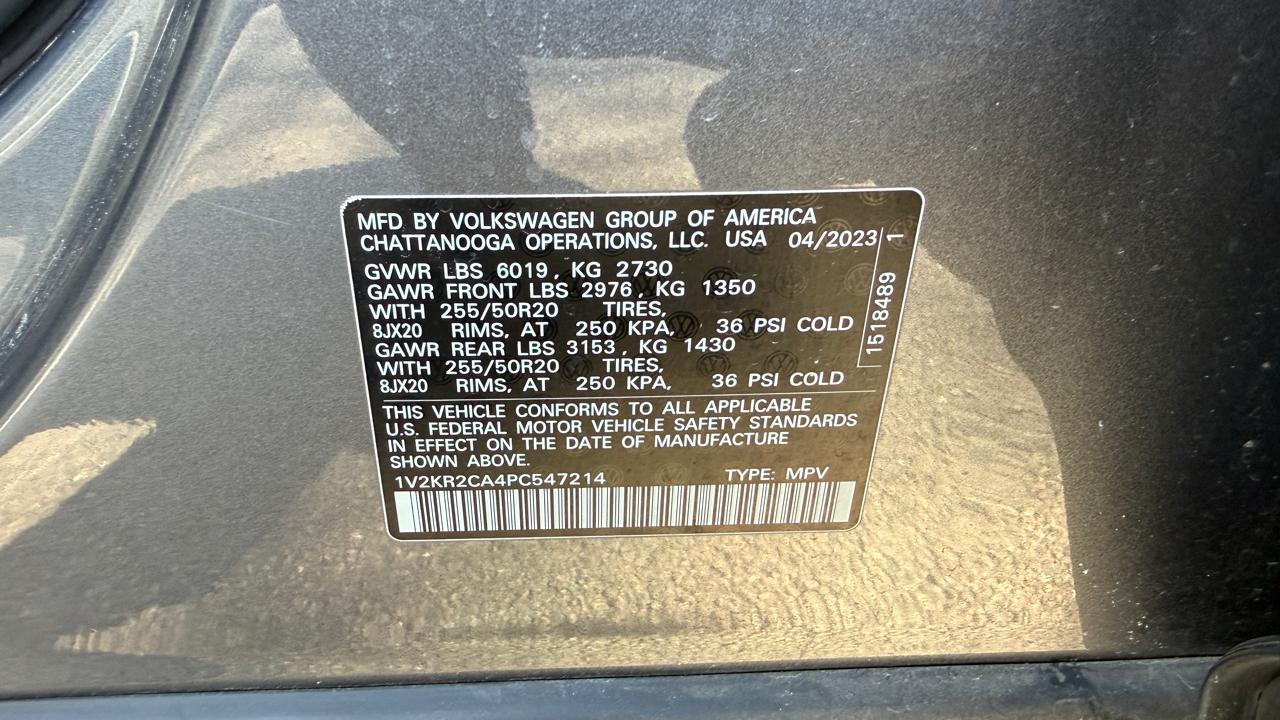 MFD. BY VOLKSWAGEN GROUP OF AMERICA
CHATTANOOGA OPERATIONS, LLC. USA 04/2023 1
GVWR LBS 6019, KG 2730
GAWR FRONT LBS 2976, KG 1350
WITH 255/50R20 TIRES,
8JX20 RIMS, AT 250 KPA, 36 PSI COLD
GAWR REAR LBS 3153, KG 1430
WITH 255/50R20 TIRES,
8JX20 RIMS, AT 250 KPA, 36 PSI COLD
1518489
THIS VEHICLE CONFORMS TO ALL APPLICABLE
U.S. FEDERAL MOTOR VEHICLE SAFETY STANDARDS
IN EFFECT ON THE DATE OF MANUFACTURE
SHOWN ABOVE.
1V2KR2CA4PC547214 TYPE: MPV